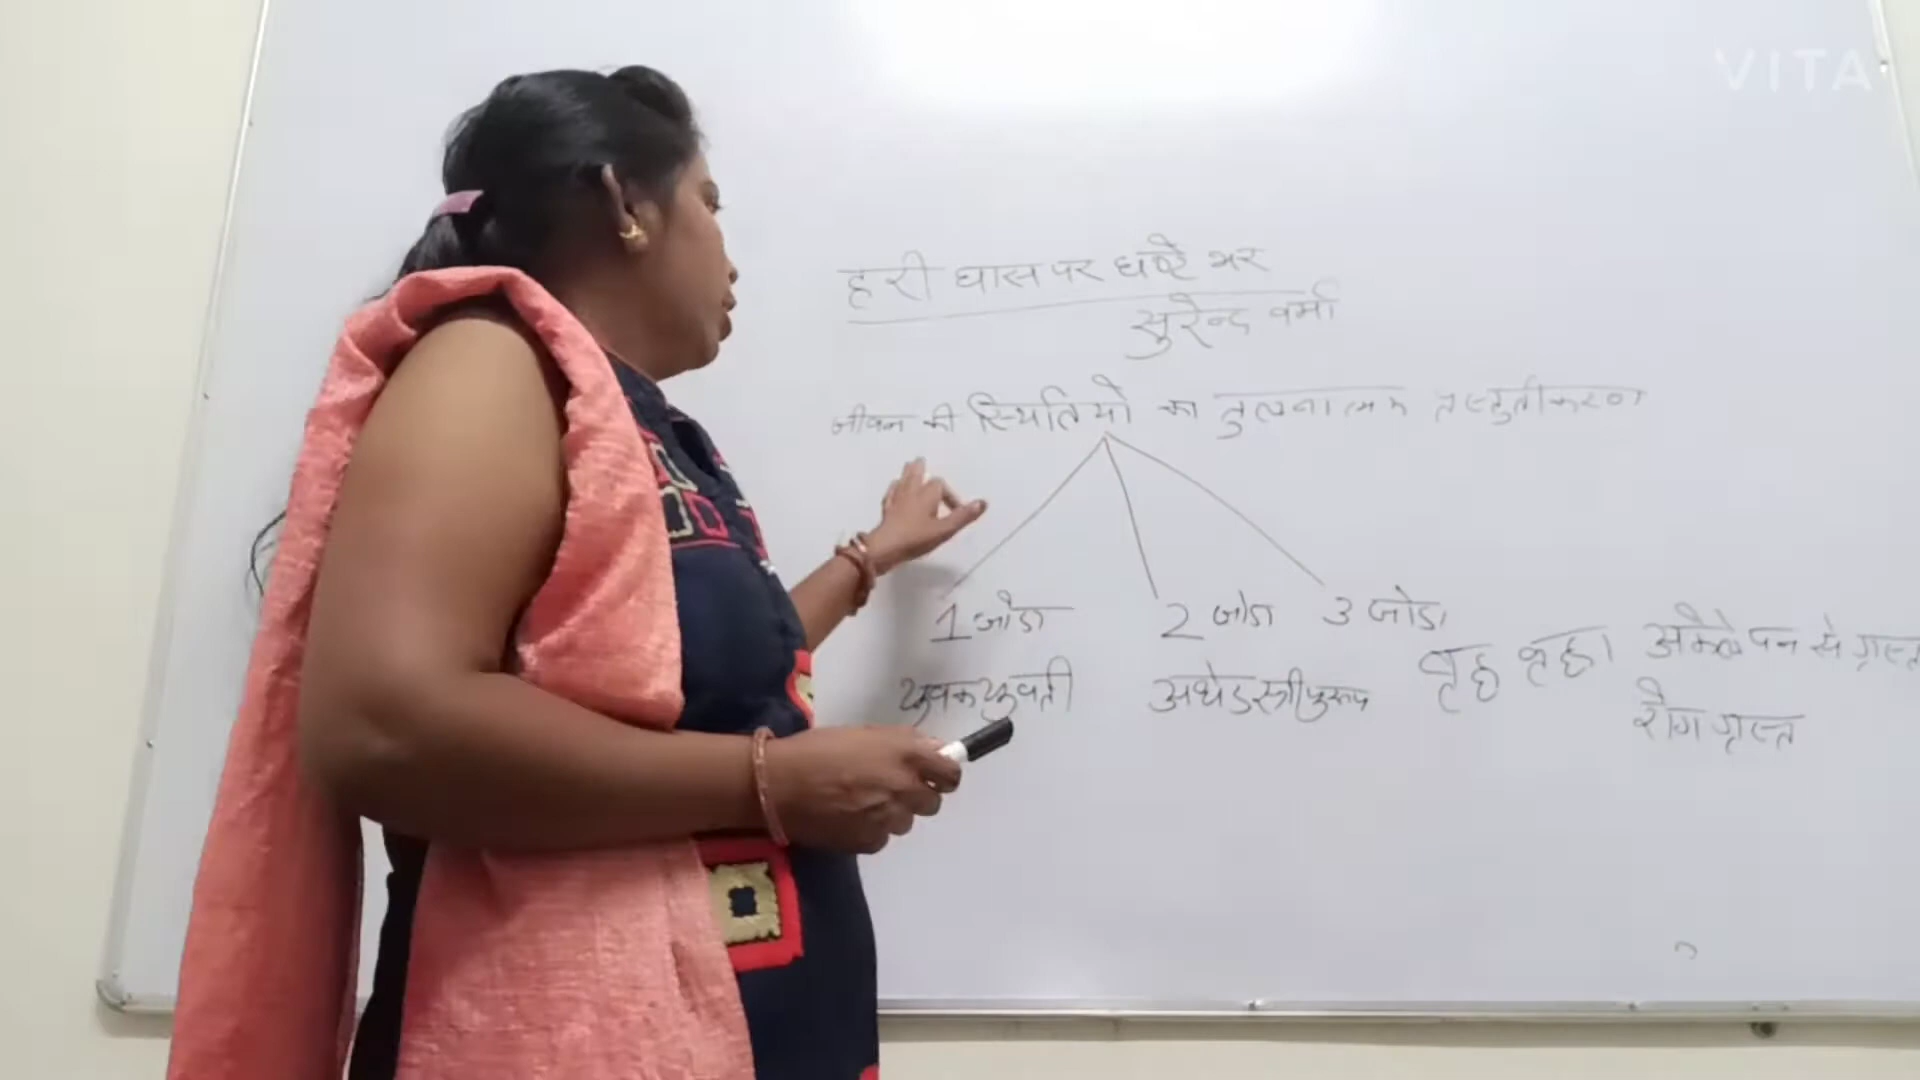 VITA
हरी घास पर घण्टे भर
सुरेन्द्र वर्मा
जीवन की स्थितियों का तुलनात्मक प्रस्तुतीकरण
1 जोडा 2 जोडा 3 जोडा
युवक युवती अधेड स्त्री पुरूष वृद्ध वृद्धा अकेलेपन से ग्रस्त
रोग ग्रस्त